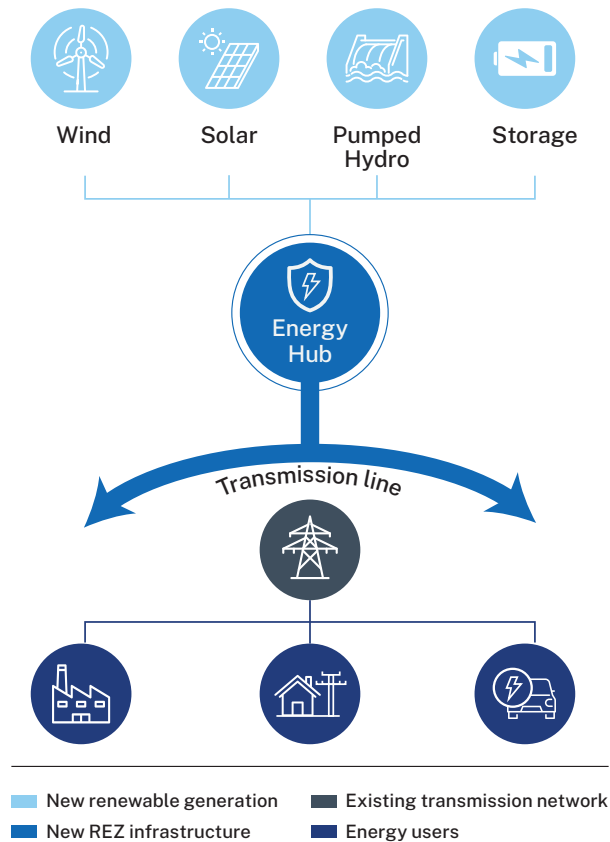 Wind
Solar
Pumped
Hydro
Storage
Energy
Hub
Transmission line
New renewable generation
Existing transmission network
New REZ infrastructure
Energy users